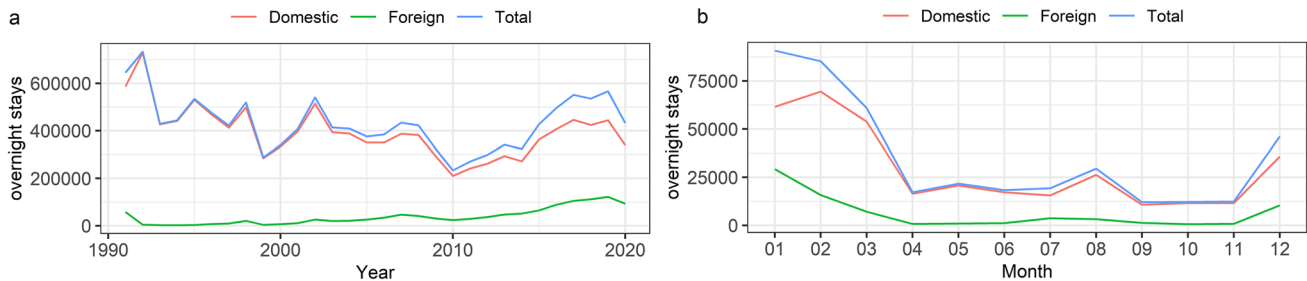 a
Domestic Foreign Total
overnight stays
600000
400000
200000
0
1990 2000 2010 2020
Year
b
Domestic Foreign Total
overnight stays
75000
50000
25000
0
01 02 03 04 05 06 07 08 09 10 11 12
Month